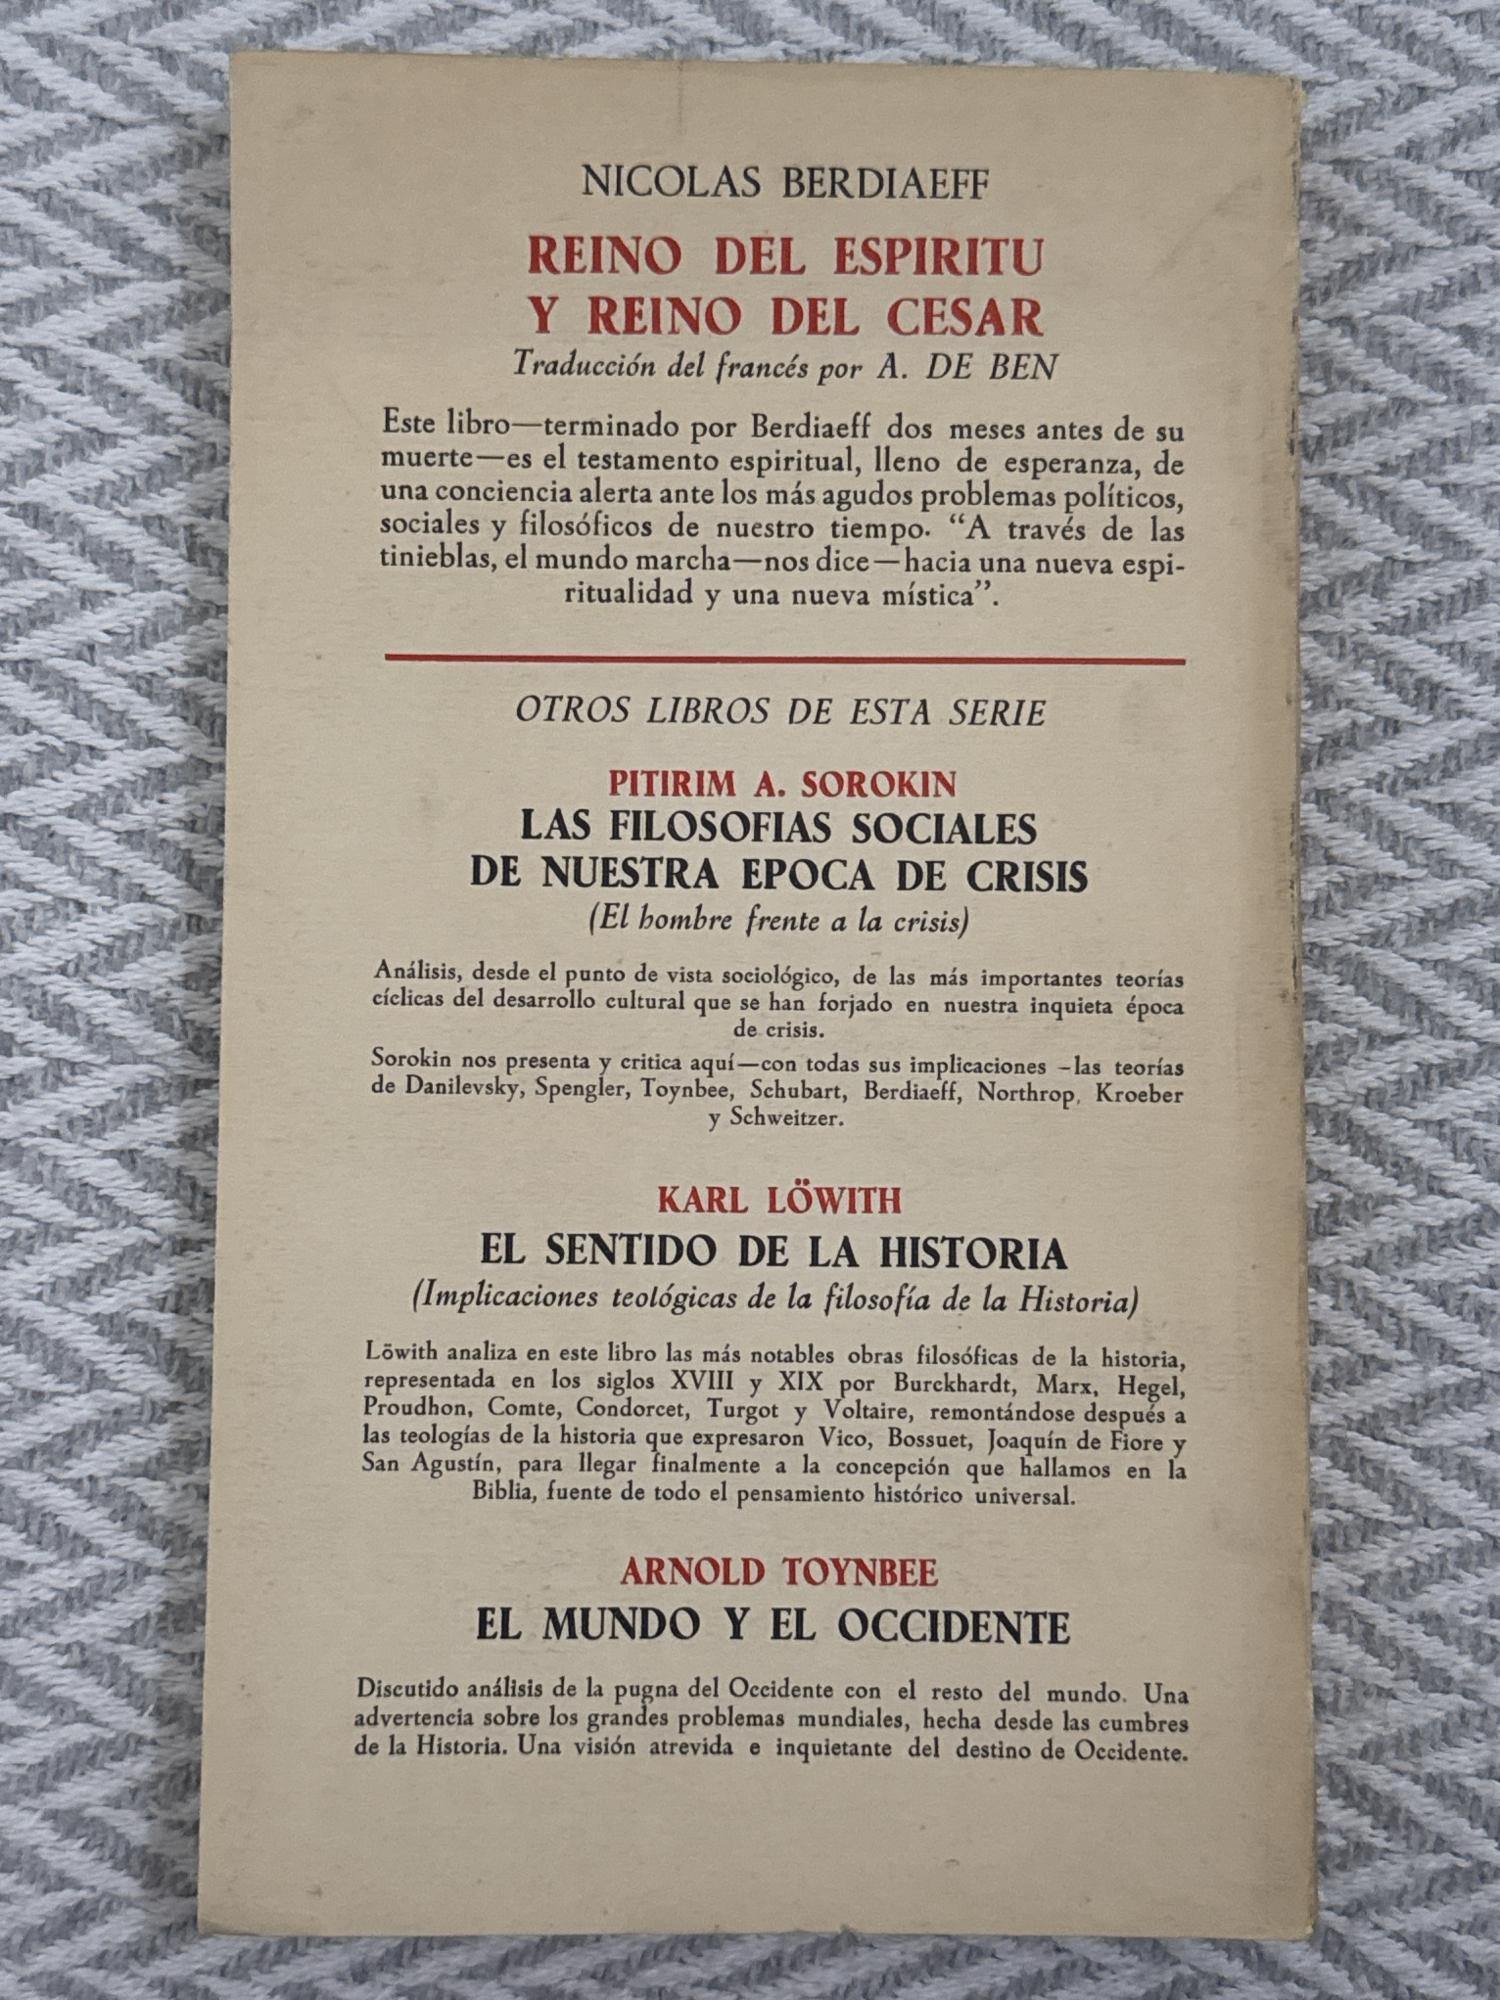 NICOLAS BERDIAEFF
REINO DEL ESPIRITU
Y REINO DEL CESAR
Traducción del francés por A. DE BEN
Este libro—terminado por Berdiaeff dos meses antes de su
muerte—es el testamento espiritual, lleno de esperanza, de
una conciencia alerta ante los más agudos problemas políticos,
sociales y filosóficos de nuestro tiempo. “A través de las
tinieblas, el mundo marcha—nos dice—hacia una nueva espi-
ritualidad y una nueva mística”.
OTROS LIBROS DE ESTA SERIE
PITIRIM A. SOROKIN
LAS FILOSOFIAS SOCIALES
DE NUESTRA EPOCA DE CRISIS
(El hombre frente a la crisis)
Análisis, desde el punto de vista sociológico, de las más importantes teorías
cíclicas del desarrollo cultural que se han forjado en nuestra inquieta época
de crisis.
Sorokin nos presenta y critica aquí—con todas sus implicaciones –las teorías
de Danilevsky, Spengler, Toynbee, Schubart, Berdiaeff, Northrop, Kroeber
y Schweitzer.
KARL LÖWITH
EL SENTIDO DE LA HISTORIA
(Implicaciones teológicas de la filosofía de la Historia)
Löwith analiza en este libro las más notables obras filosóficas de la historia,
representada en los siglos XVIII y XIX por Burckhardt, Marx, Hegel,
Proudhon, Comte, Condorcet, Turgot y Voltaire, remontándose después a
las teologías de la historia que expresaron Vico, Bossuet, Joaquín de Fiore y
San Agustín, para llegar finalmente a la concepción que hallamos en la
Biblia, fuente de todo el pensamiento histórico universal.
ARNOLD TOYNBEE
EL MUNDO Y EL OCCIDENTE
Discutido análisis de la pugna del Occidente con el resto del mundo. Una
advertencia sobre los grandes problemas mundiales, hecha desde las cumbres
de la Historia. Una visión atrevida e inquietante del destino de Occidente.